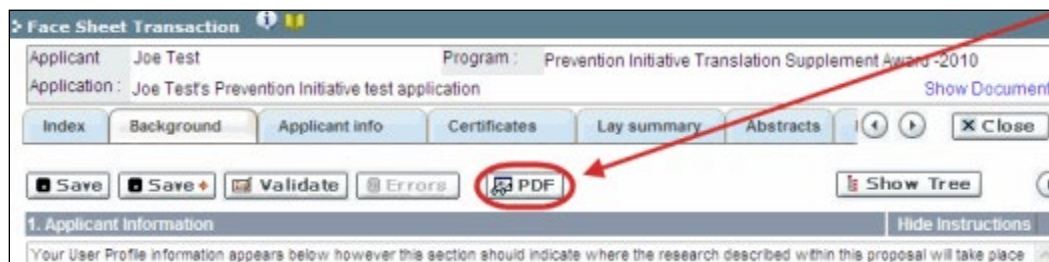 Face Sheet Transaction
Applicant Joe Test Program : Prevention Initiative Translation Supplement Award -2010
Application : Joe Test's Prevention Initiative test application Show Document
Index Background Applicant info Certificates Lay summary Abstracts Close
Save Save Validate Errors PDF Show Tree
1. Applicant Information Hide Instructions
Your User Profile information appears below however this section should indicate where the research described within this proposal will take place